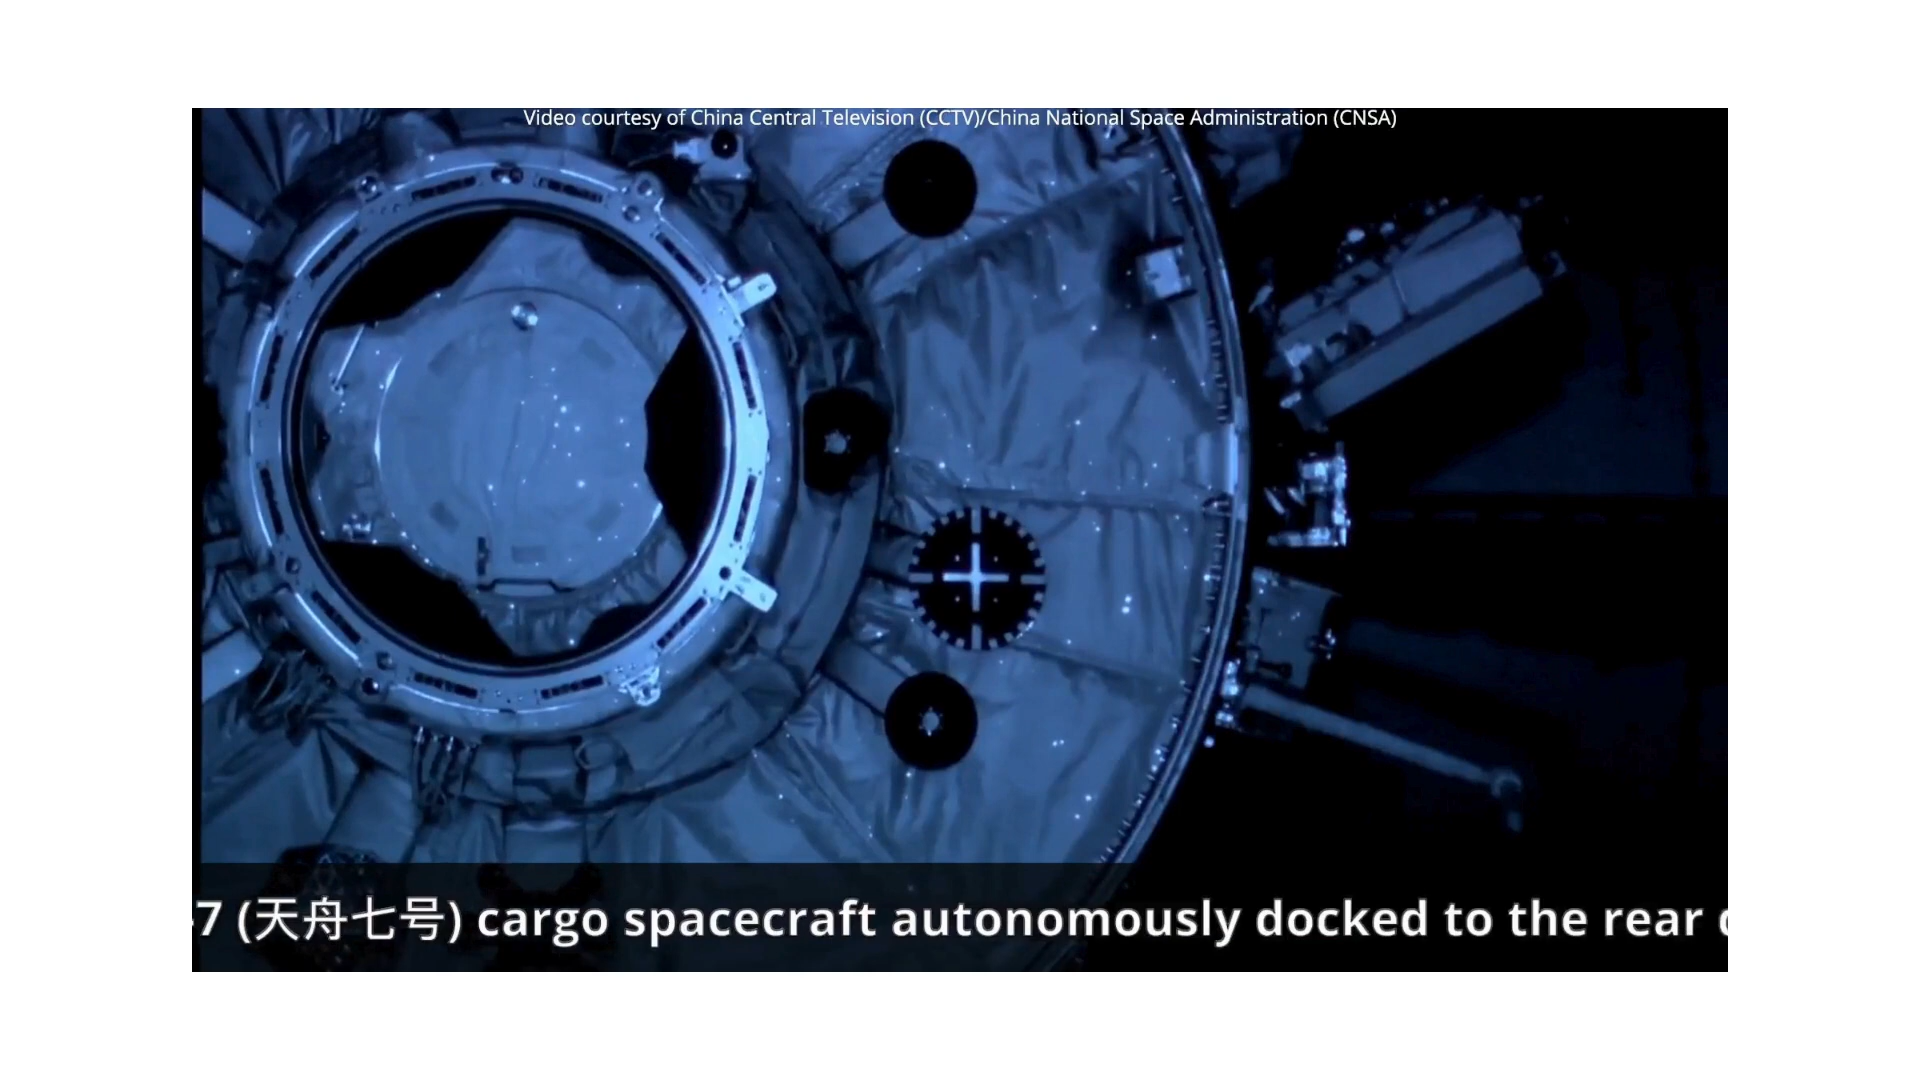 Video courtesy of China Central Television (CCTV)/China National Space Administration (CNSA)
-7 (天舟七号) cargo spacecraft autonomously docked to the rear